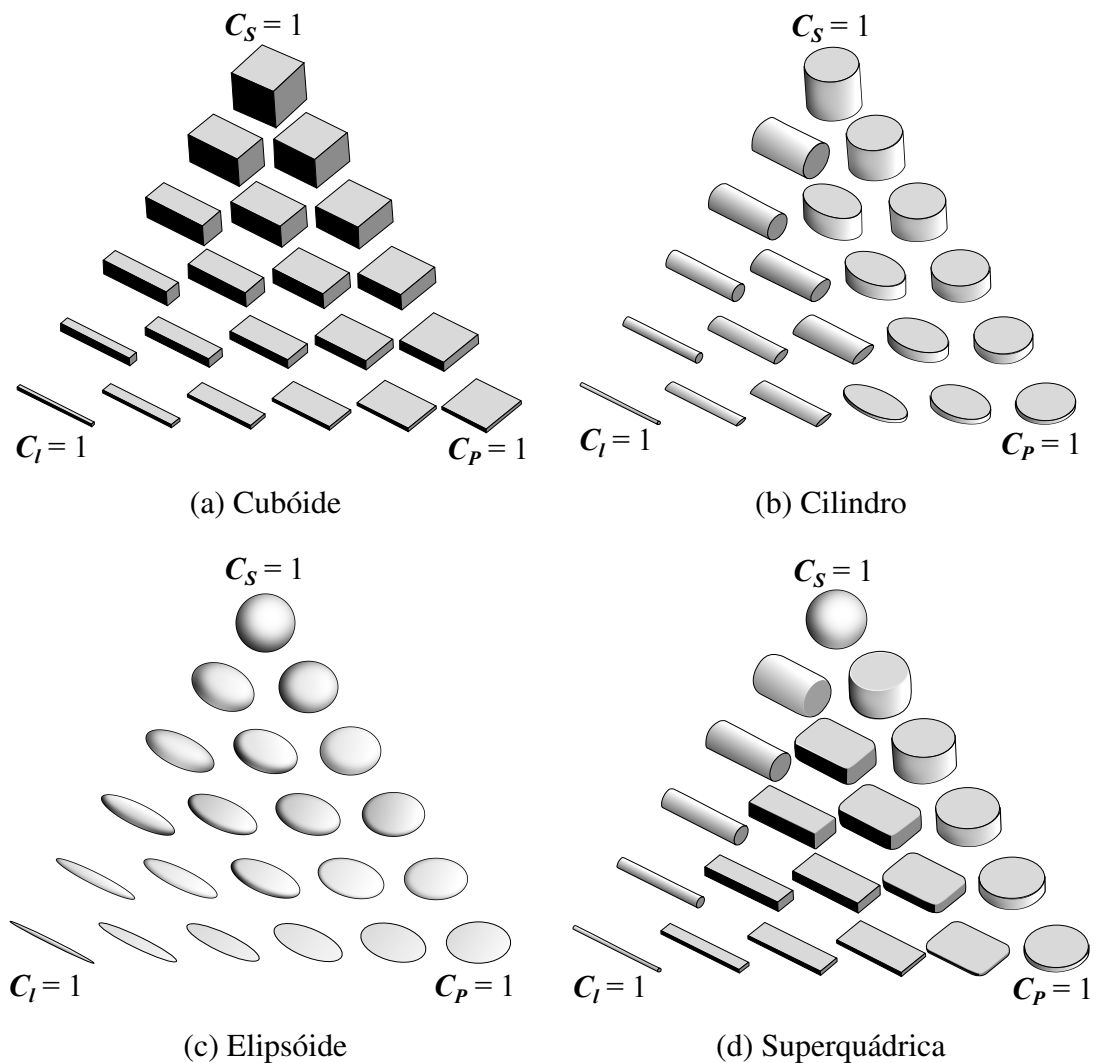 C_S = 1
C_l = 1
C_P = 1
(a) Cubóide
C_S = 1
C_l = 1
C_P = 1
(b) Cilindro
C_S = 1
C_l = 1
C_P = 1
(c) Elipsóide
C_S = 1
C_l = 1
C_P = 1
(d) Superquádrica